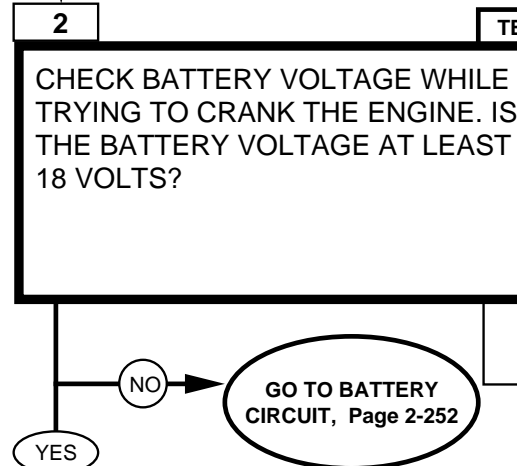 2
TE
CHECK BATTERY VOLTAGE WHILE
TRYING TO CRANK THE ENGINE. IS
THE BATTERY VOLTAGE AT LEAST
18 VOLTS?
NO
GO TO BATTERY
CIRCUIT, Page 2-252
YES